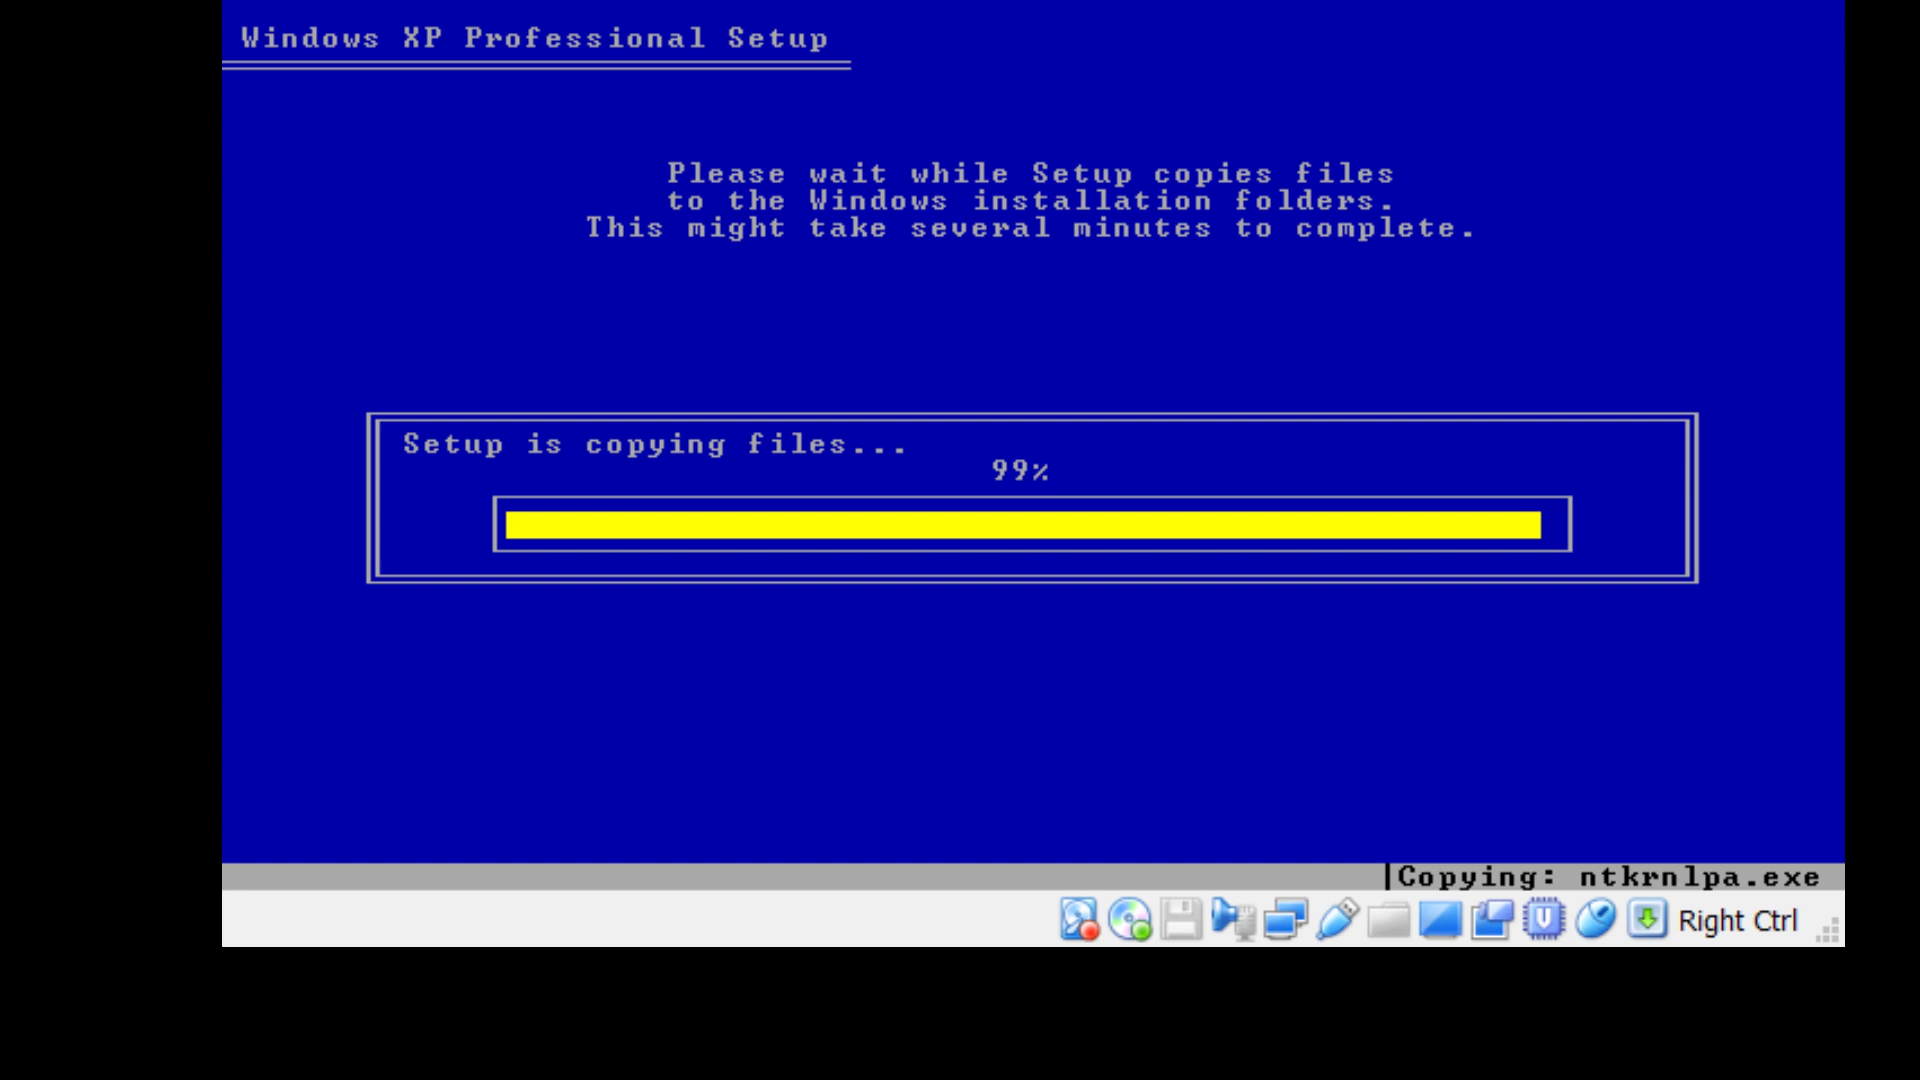 Windows XP Professional Setup
Please wait while Setup copies files
to the Windows installation folders.
This might take several minutes to complete.
Setup is copying files...
99%
Copying: ntkrnlpa.exe
Right Ctrl